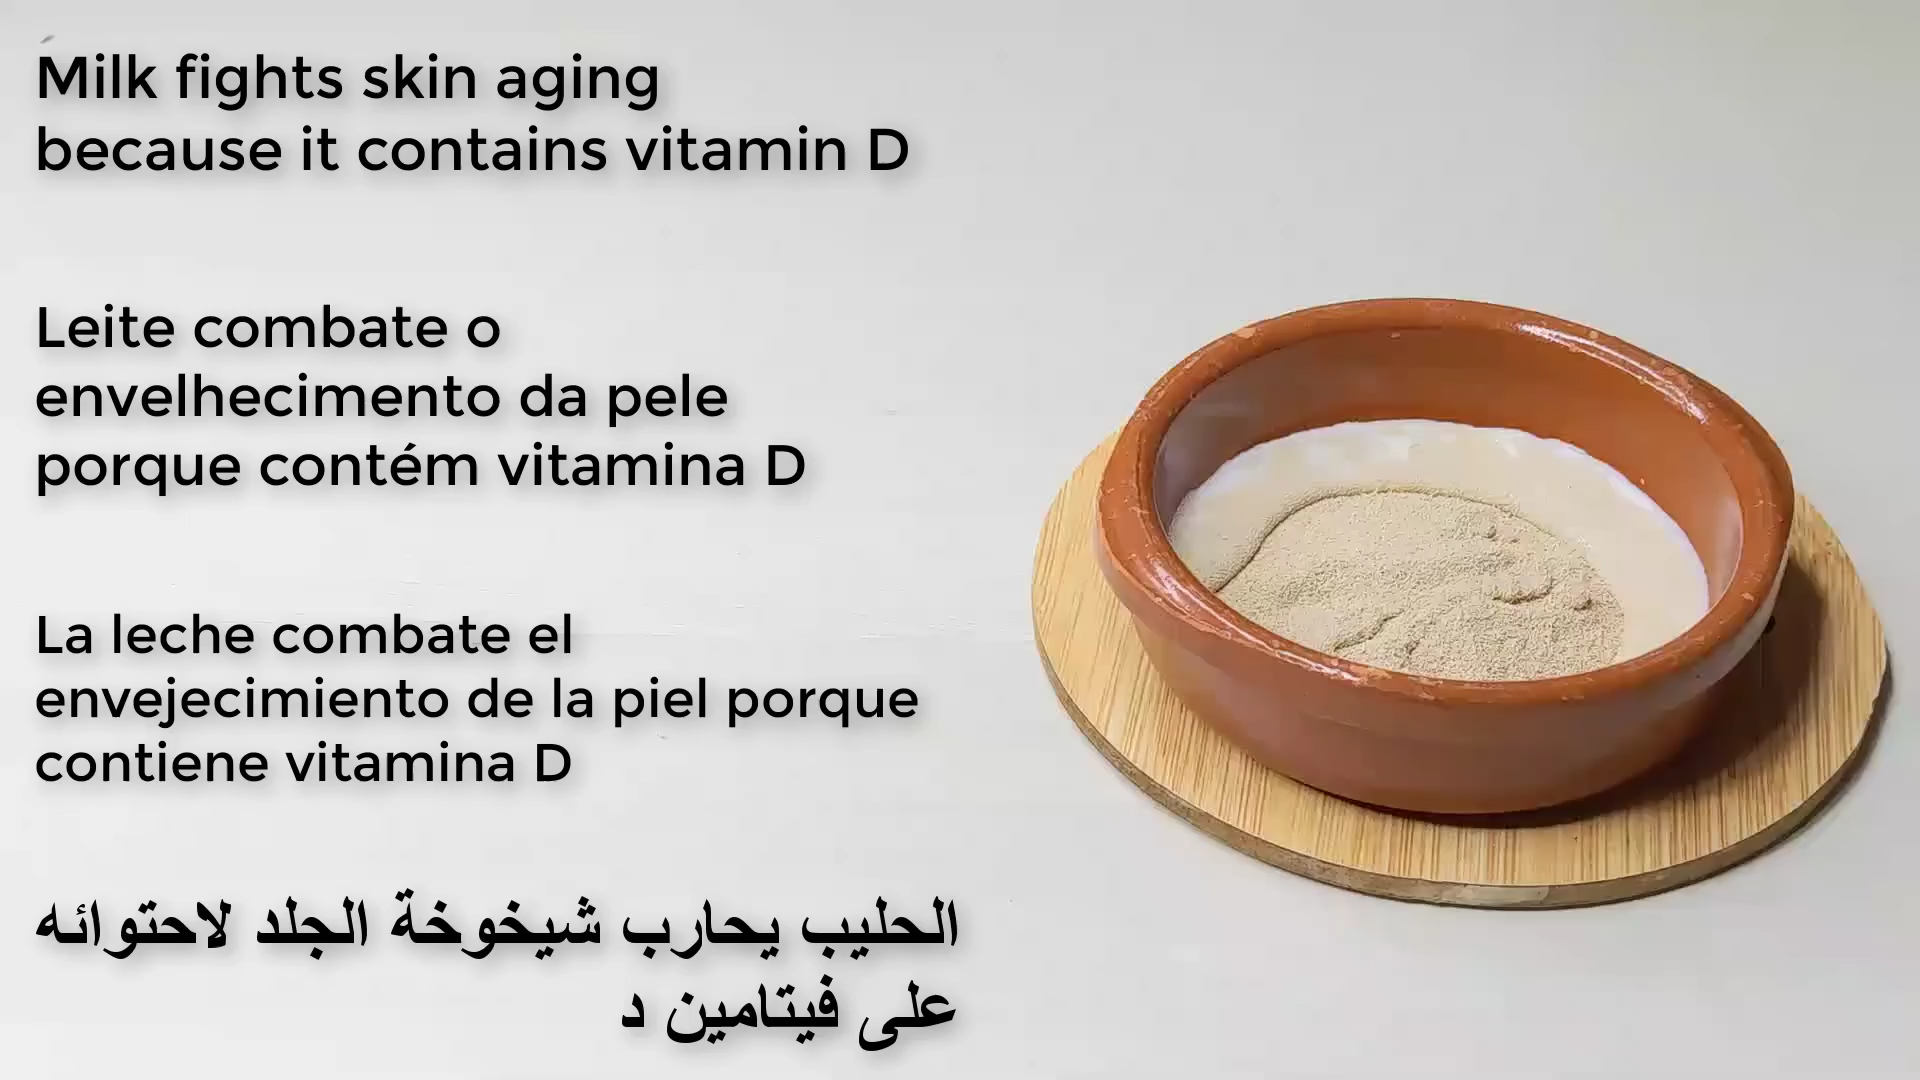 Milk fights skin aging
because it contains vitamin D
Leite combate o
envelhecimento da pele
porque contém vitamina D
La leche combate el
envejecimiento de la piel porque
contiene vitamina D
الحليب يحارب شيخوخة الجلد لاحتوائه
على فيتامين د